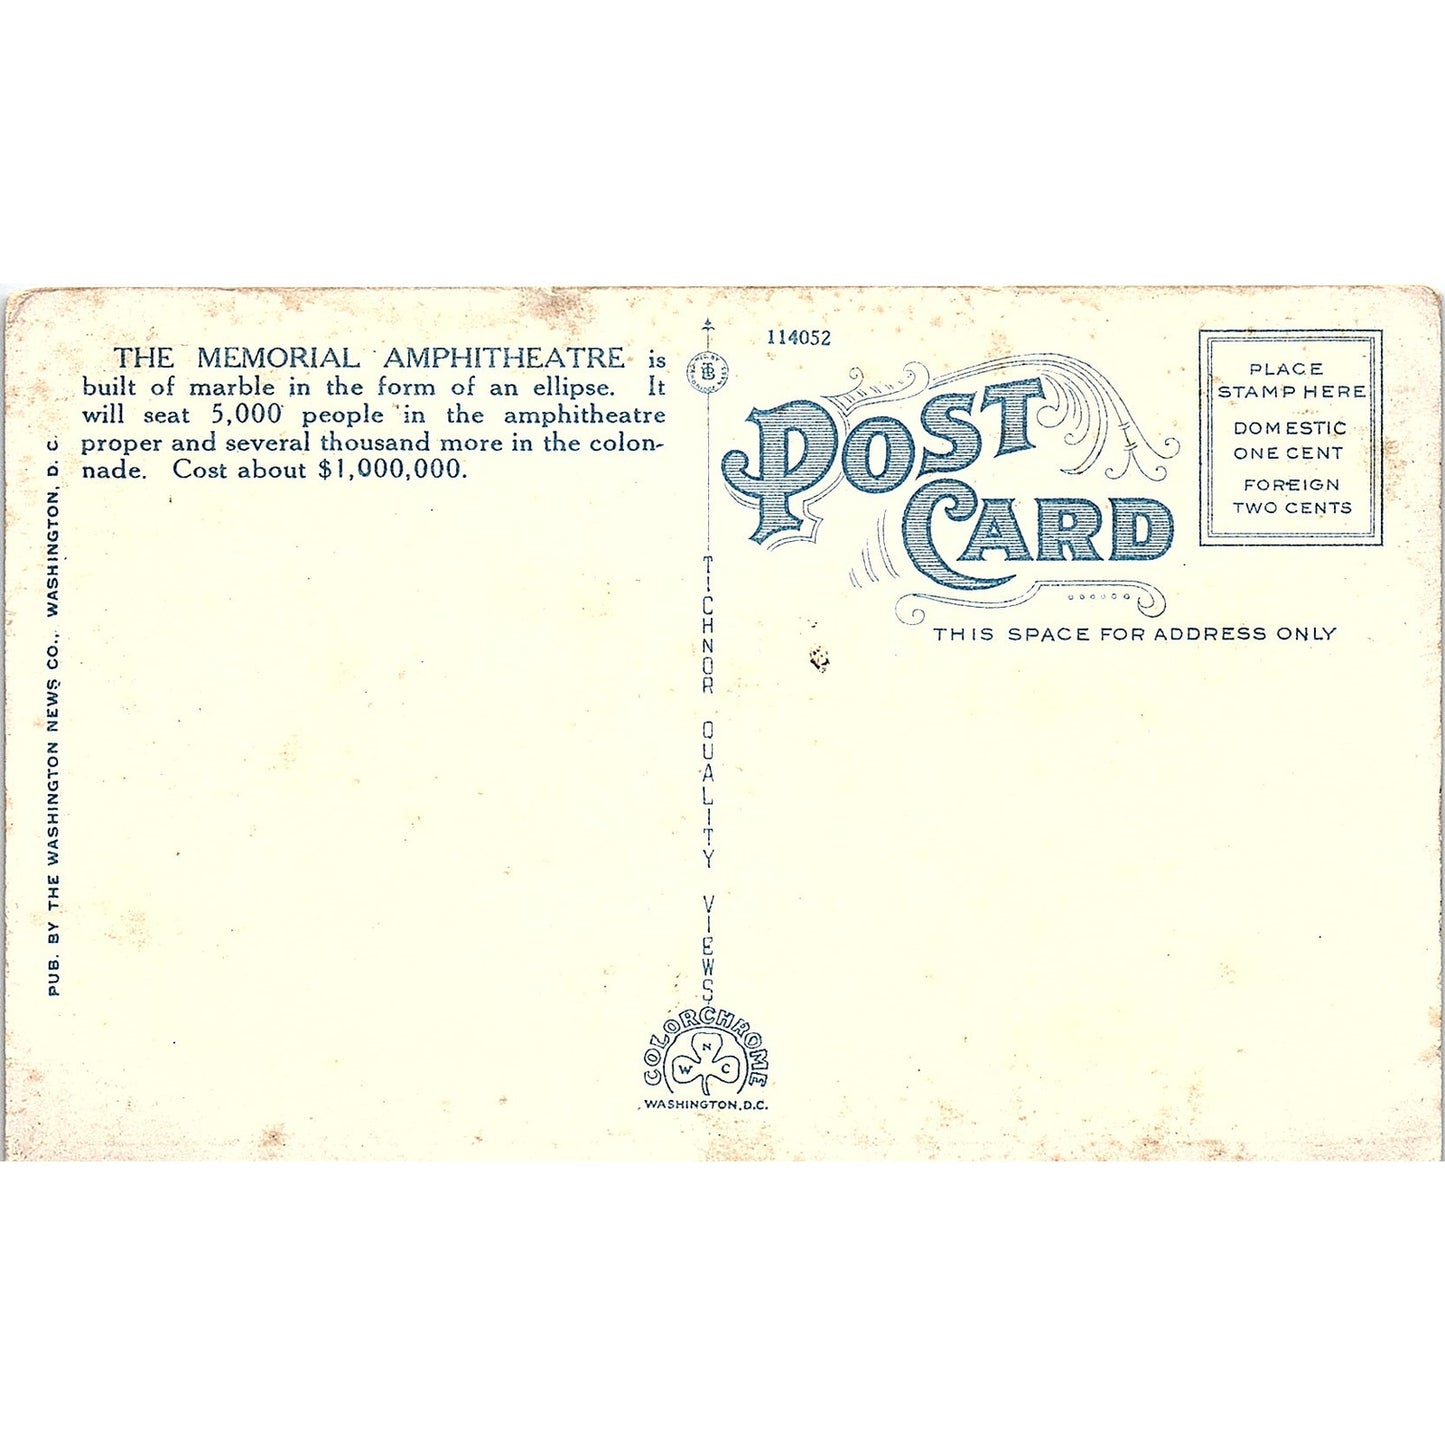 THE MEMORIAL AMPHITHEATRE is
built of marble in the form of an ellipse. It
will seat 5,000 people in the amphitheatre
proper and several thousand more in the colon-
nade. Cost about $1,000,000.
PUB. BY THE WASHINGTON NEWS CO., WASHINGTON, D. C.
TICHNOR QUALITY VIEWS
COLORCHROME
N
W C
WASHINGTON, D.C.
114052
POST
CARD
PLACE
STAMP HERE
DOMESTIC
ONE CENT
FOREIGN
TWO CENTS
THIS SPACE FOR ADDRESS ONLY